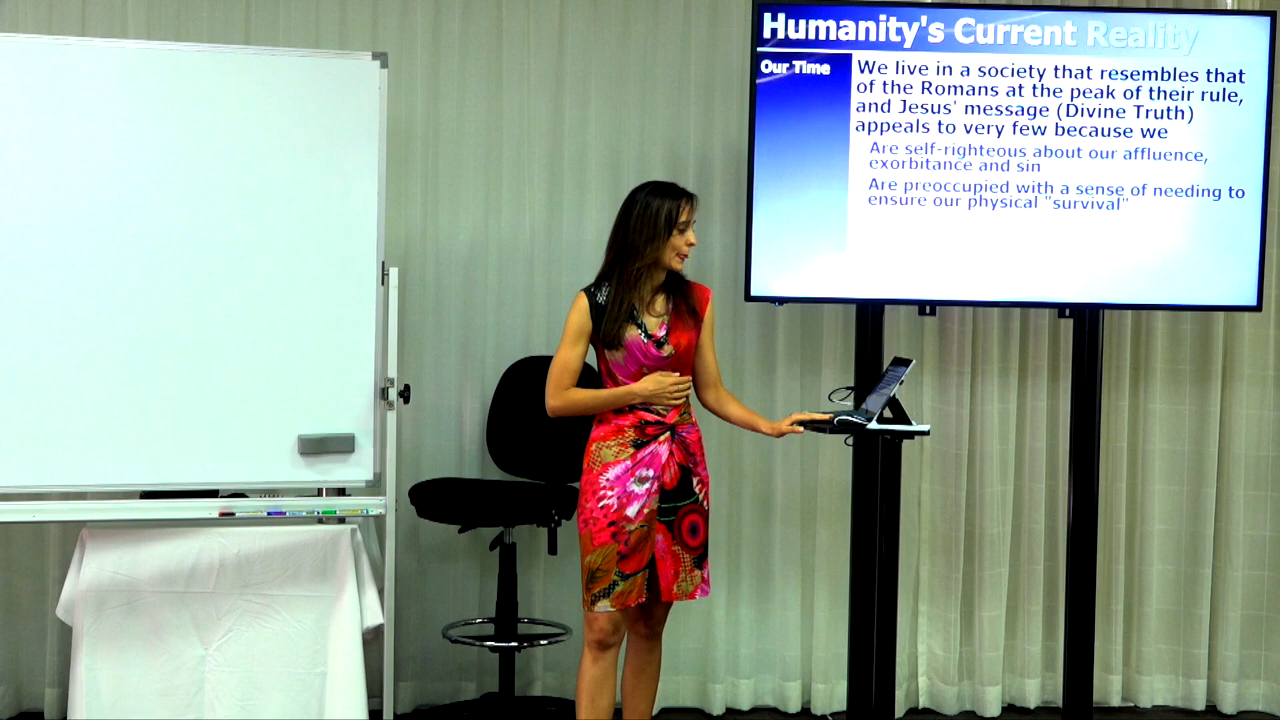 Humanity's Current Reality
Our Time
We live in a society that resembles that
of the Romans at the peak of their rule,
and Jesus' message (Divine Truth)
appeals to very few because we
Are self-righteous about our affluence,
exorbitance and sin
Are preoccupied with a sense of needing to
ensure our physical "survival"